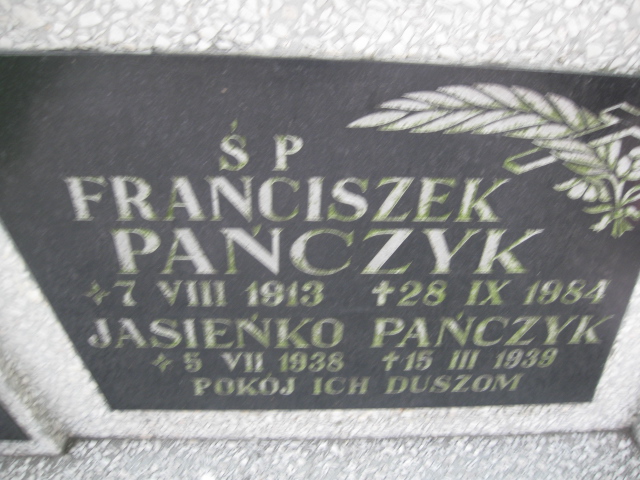 Ś P
FRANCISZEK
PAŃCZYK
7 VIII 1913 † 28 IX 1984
JASIEŃKO PAŃCZYK
5 VII 1938 † 15 III 1939
POKÓJ ICH DUSZOM